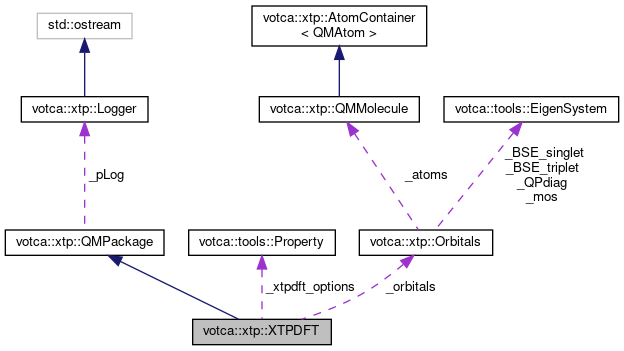 votca::xtp::AtomContainer
< QMAtom >
std::ostream
votca::xtp::Logger
votca::xtp::QMMolecule
votca::tools::EigenSystem
_pLog
_atoms
_BSE_singlet
_BSE_triplet
_QPdiag
_mos
votca::xtp::QMPackage
votca::tools::Property
votca::xtp::Orbitals
_xtpdft_options
_orbitals
votca::xtp::XTPDFT